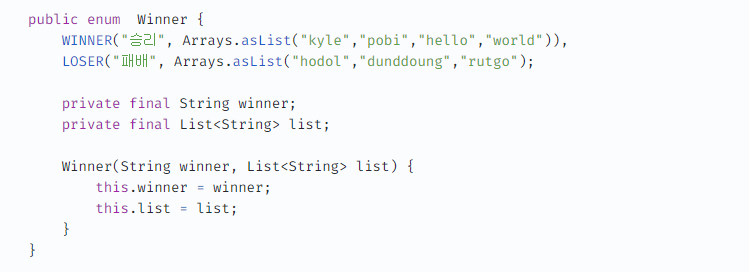 public enum  Winner {
    WINNER("승리", Arrays.asList("kyle","pobi","hello","world")),
    LOSER("패배", Arrays.asList("hodol","dunddoung","rutgo");

    private final String winner;
    private final List<String> list;

    Winner(String winner, List<String> list) {
        this.winner = winner;
        this.list = list;
    }
}